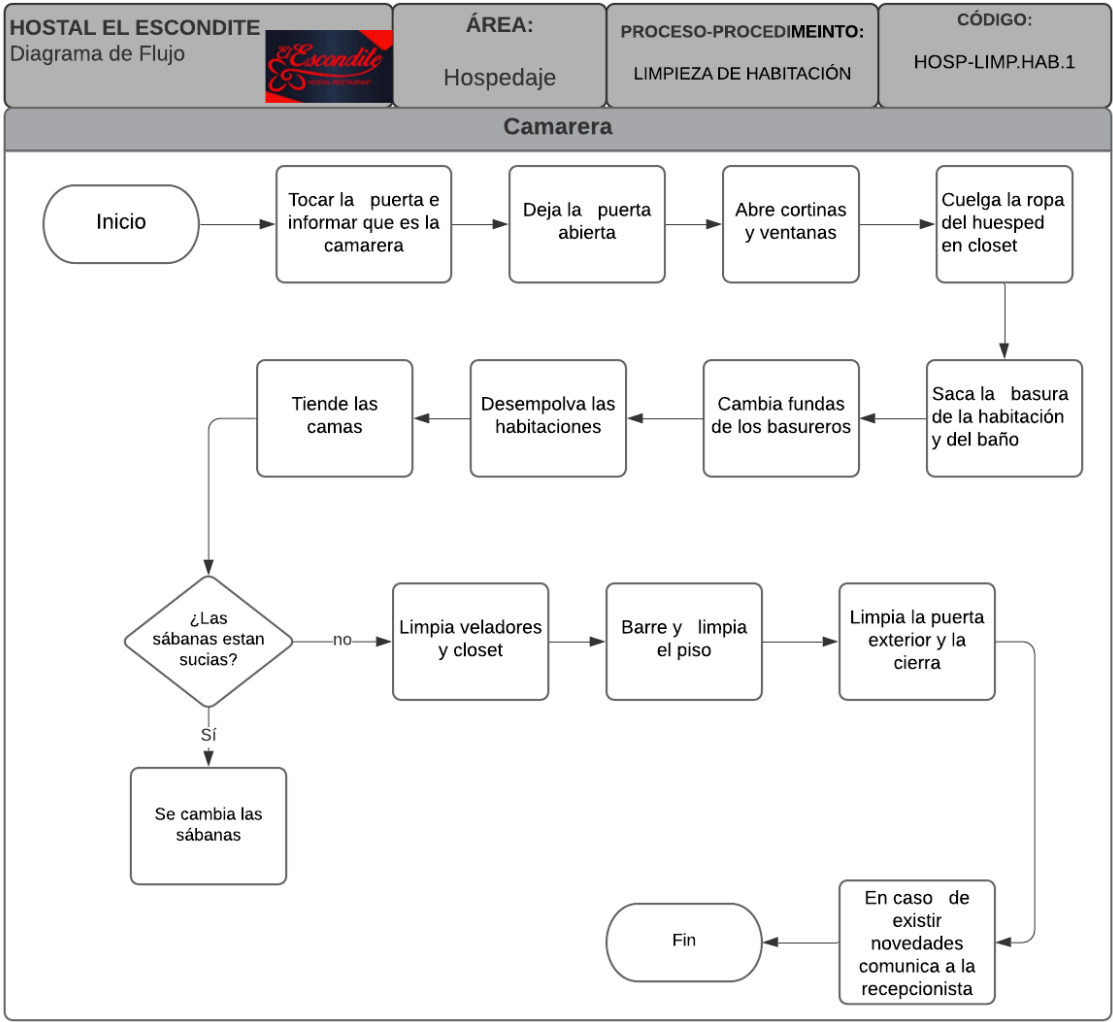 HOSTAL EL ESCONDITE
Diagrama de Flujo
El Escondite
HOSTAL-RESTAURANT
ÁREA:
Hospedaje
PROCESO-PROCEDIMEINTO:
LIMPIEZA DE HABITACIÓN
CÓDIGO:
HOSP-LIMP.HAB.1
Camarera
Inicio
Tocar la puerta e
informar que es la
camarera
Deja la puerta
abierta
Abre cortinas
y ventanas
Cuelga la ropa
del huesped
en closet
Saca la basura
de la habitación
y del baño
Cambia fundas
de los basureros
Desempolva las
habitaciones
Tiende las
camas
¿Las
sábanas estan
sucias?
no
Limpia veladores
y closet
Barre y limpia
el piso
Limpia la puerta
exterior y la
cierra
Sí
Se cambia las
sábanas
En caso de
existir
novedades
comunica a la
recepcionista
Fin